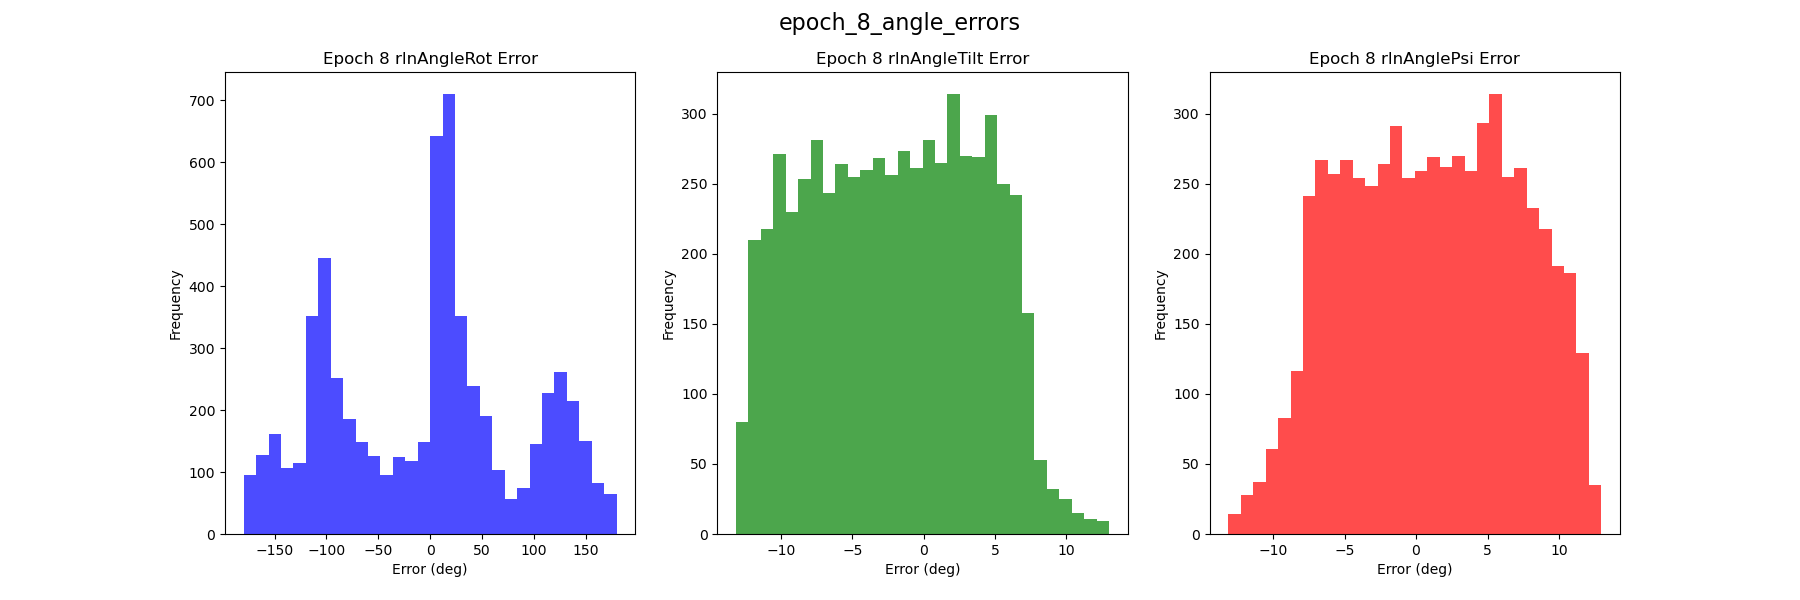 epoch_8_angle_errors
Epoch 8 rlnAngleRot Error
700
600
500
400
300
200
100
0
Frequency
−150 −100 −50 0 50 100 150
Error (deg)
Epoch 8 rlnAngleTilt Error
300
250
200
150
100
50
0
Frequency
−10 −5 0 5 10
Error (deg)
Epoch 8 rlnAnglePsi Error
300
250
200
150
100
50
0
Frequency
−10 −5 0 5 10
Error (deg)